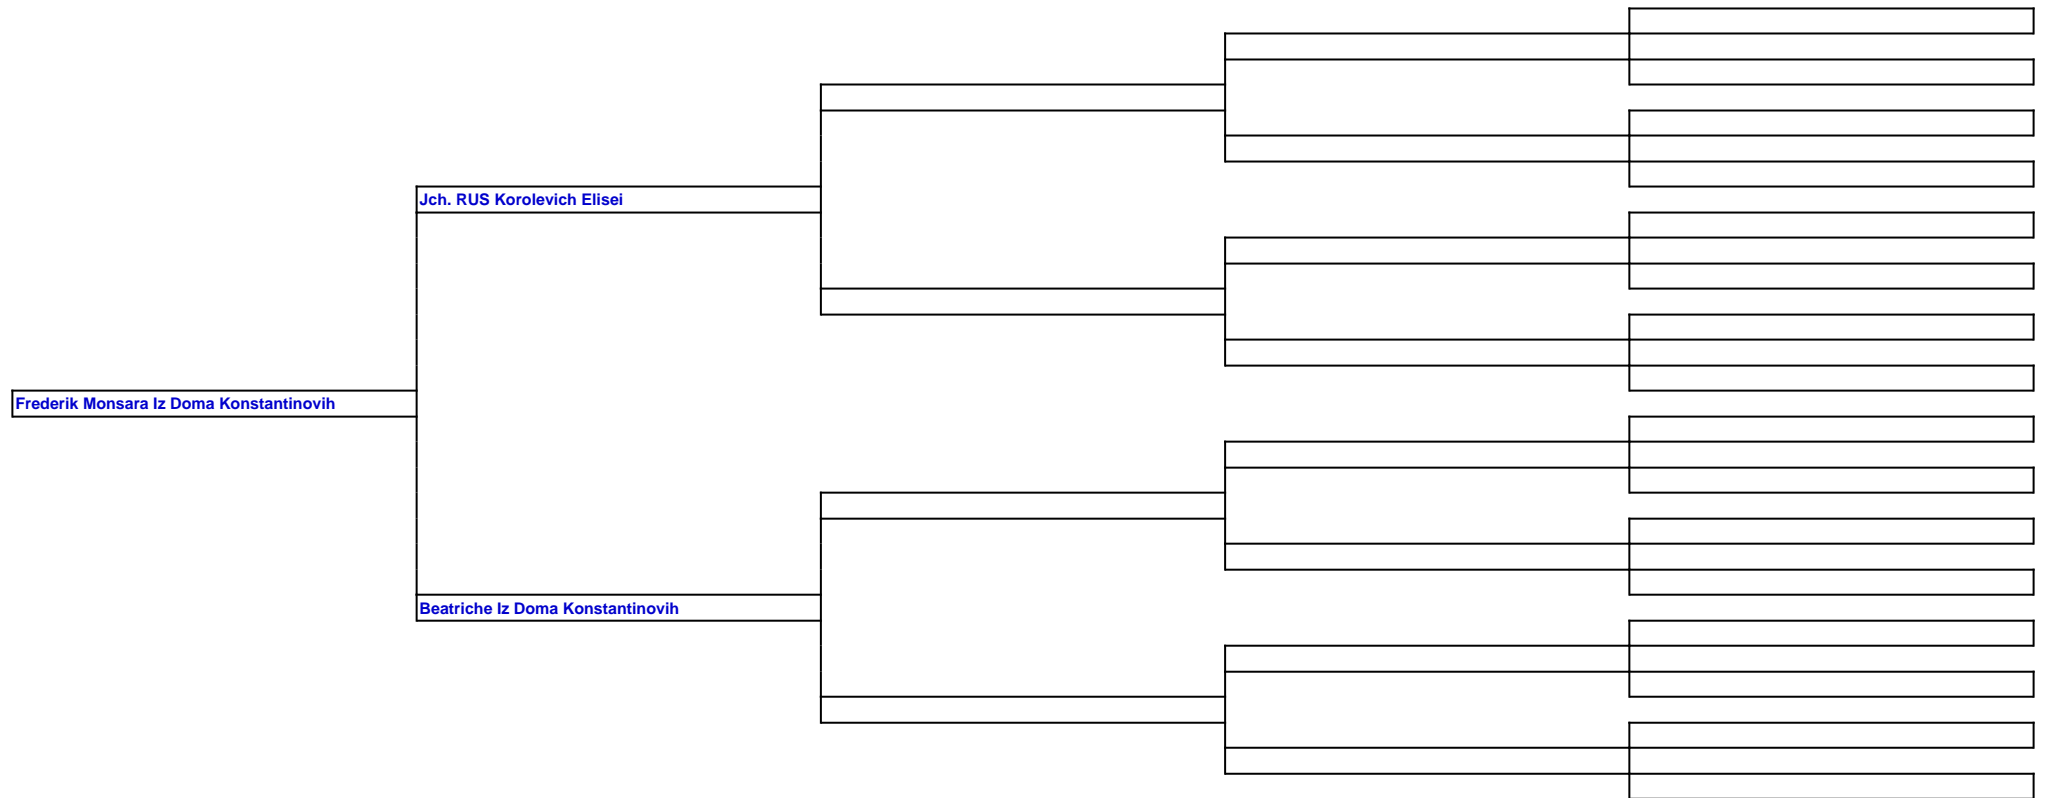 Jch. RUS Korolevich Elisei
Frederik Monsara Iz Doma Konstantinovih
Beatriche Iz Doma Konstantinovih